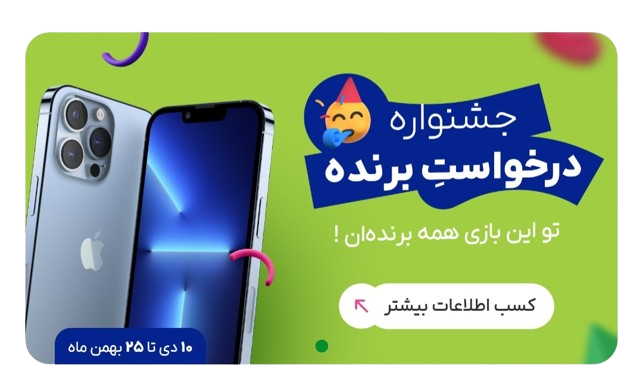 جشنواره
درخواستِ برنده
تو این بازی همه برنده‌ان !
کسب اطلاعات بیشتر
۱۰ دی تا ۲۵ بهمن ماه